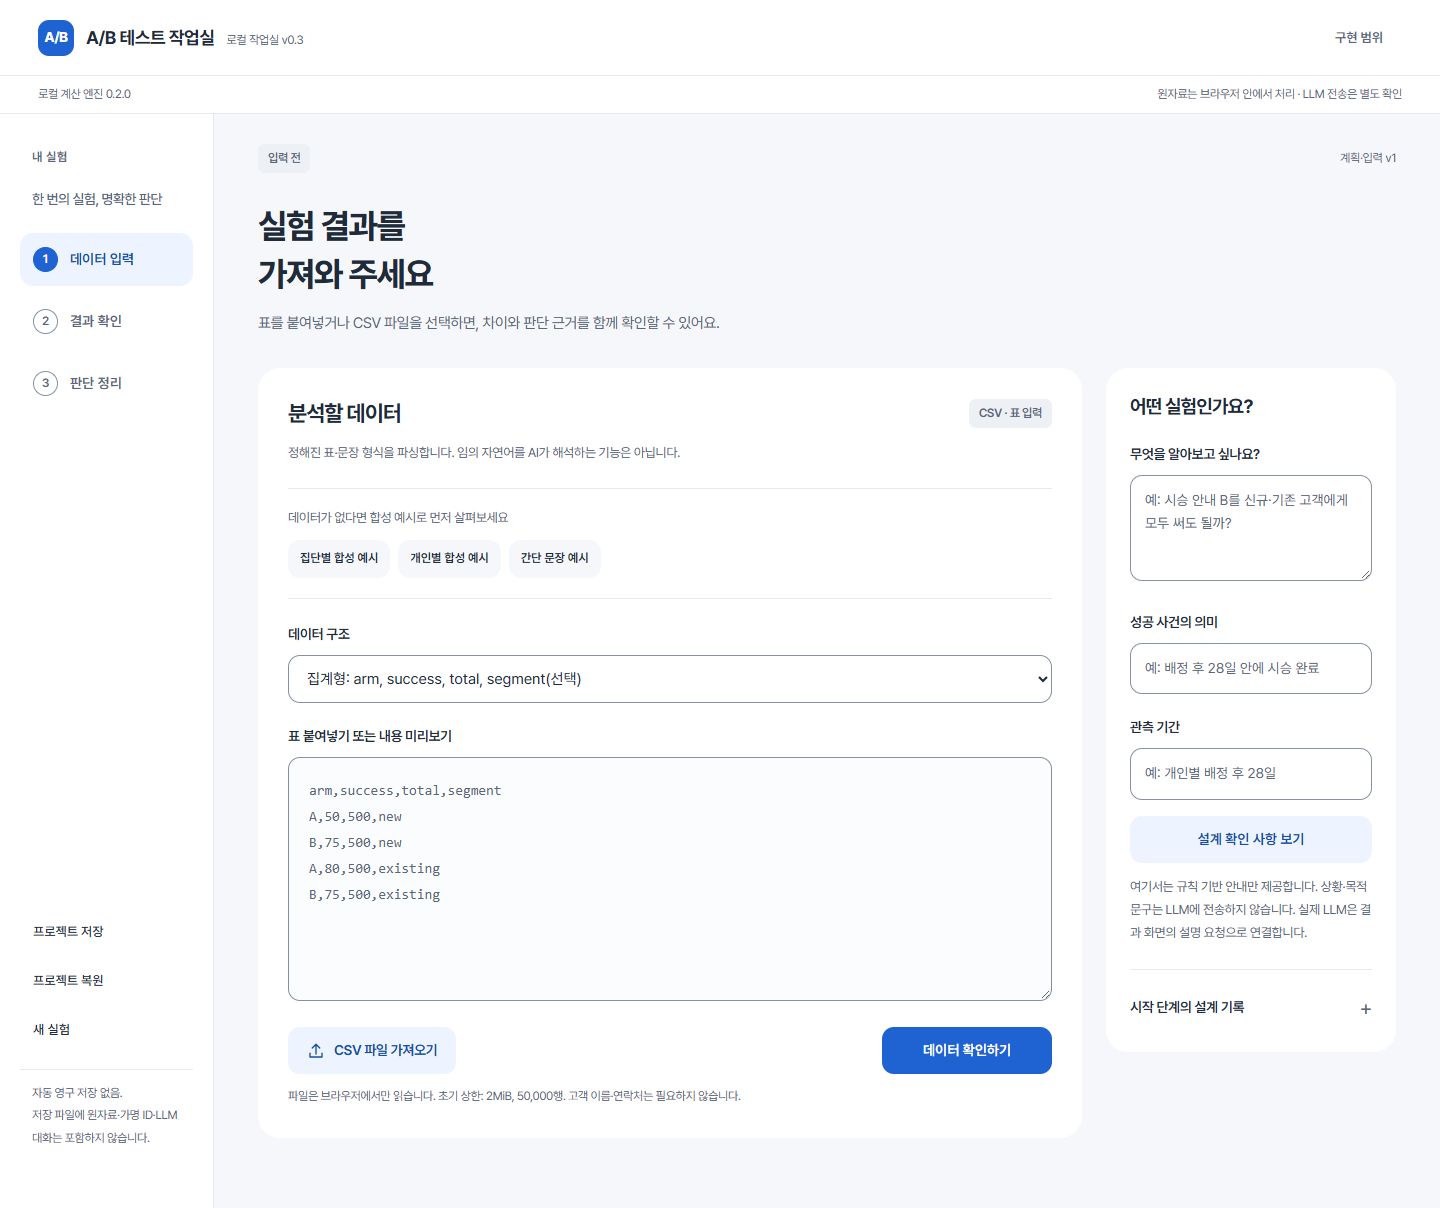 A/B
A/B 테스트 작업실
로컬 작업실 v0.3
구현 범위
로컬 계산 엔진 0.2.0
원자료는 브라우저 안에서 처리 · LLM 전송은 별도 확인
내 실험
한 번의 실험, 명확한 판단
1 데이터 입력
2 결과 확인
3 판단 정리
프로젝트 저장
프로젝트 복원
새 실험
자동 영구 저장 없음.
저장 파일에 원자료·가명 ID·LLM
대화는 포함하지 않습니다.
입력 전
계획·입력 v1
실험 결과를
가져와 주세요
표를 붙여넣거나 CSV 파일을 선택하면, 차이와 판단 근거를 함께 확인할 수 있어요.
분석할 데이터
CSV · 표 입력
정해진 표·문장 형식을 파싱합니다. 임의 자연어를 AI가 해석하는 기능은 아닙니다.
데이터가 없다면 합성 예시로 먼저 살펴보세요
집단별 합성 예시
개인별 합성 예시
간단 문장 예시
데이터 구조
집계형: arm, success, total, segment(선택)
표 붙여넣기 또는 내용 미리보기
arm,success,total,segment
A,50,500,new
B,75,500,new
A,80,500,existing
B,75,500,existing
CSV 파일 가져오기
데이터 확인하기
파일은 브라우저에서만 읽습니다. 초기 상한: 2MiB, 50,000행. 고객 이름·연락처는 필요하지 않습니다.
어떤 실험인가요?
무엇을 알아보고 싶나요?
예: 시승 안내 B를 신규·기존 고객에게
모두 써도 될까?
성공 사건의 의미
예: 배정 후 28일 안에 시승 완료
관측 기간
예: 개인별 배정 후 28일
설계 확인 사항 보기
여기서는 규칙 기반 안내만 제공합니다. 상황·목적
문구는 LLM에 전송하지 않습니다. 실제 LLM은 결
과 화면의 설명 요청으로 연결합니다.
시작 단계의 설계 기록 +